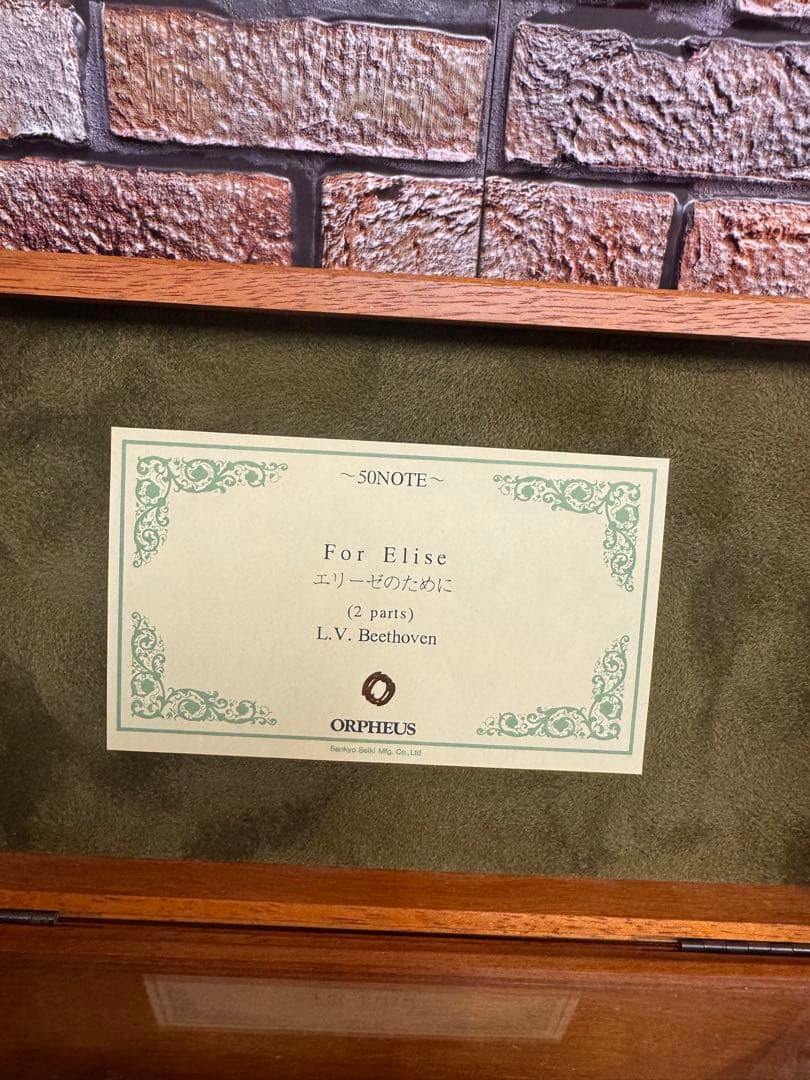 ～50NOTE～
For Elise
エリーゼのために
(2 parts)
L.V. Beethoven
ORPHEUS
Sankyo Seiki Mfg. Co.,Ltd